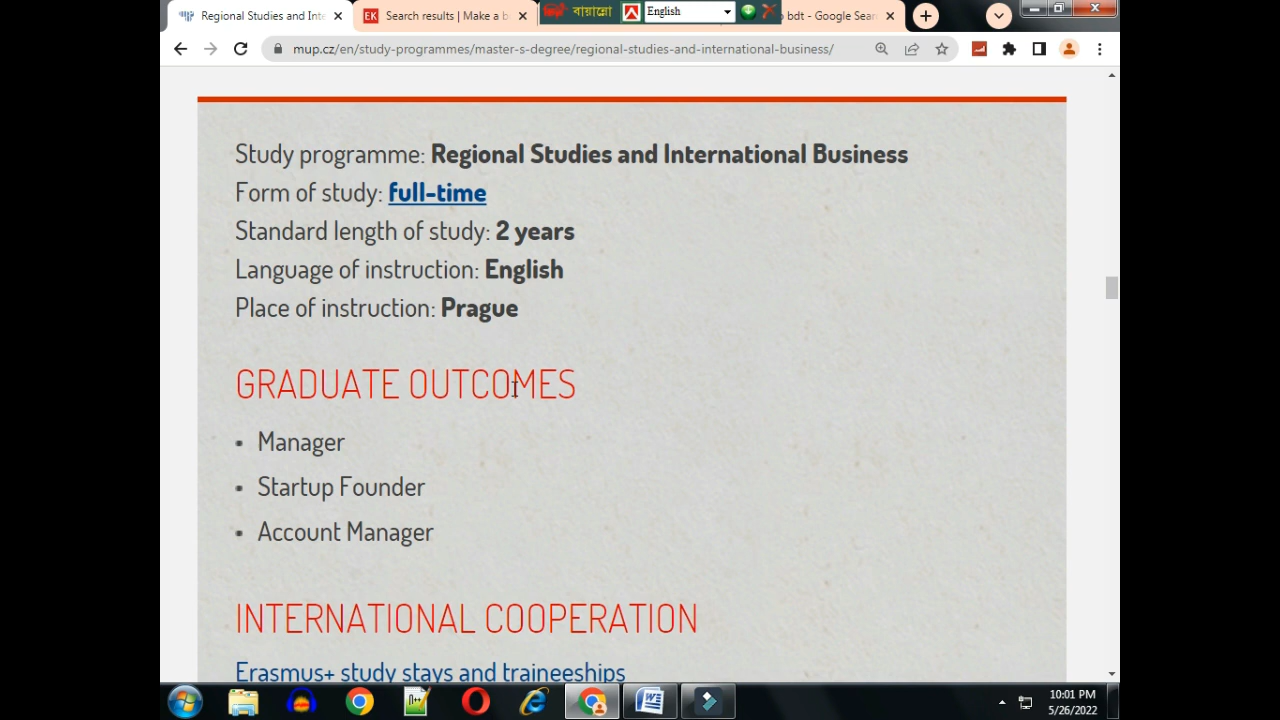 Regional Studies and Inte
Search results | Make a b
বায়ান্নো
English
bdt - Google Sear
mup.cz/en/study-programmes/master-s-degree/regional-studies-and-international-business/
Study programme: Regional Studies and International Business
Form of study: full-time
Standard length of study: 2 years
Language of instruction: English
Place of instruction: Prague
GRADUATE OUTCOMES
• Manager
• Startup Founder
• Account Manager
INTERNATIONAL COOPERATION
Erasmus+ study stays and traineeships
10:01 PM
5/26/2022